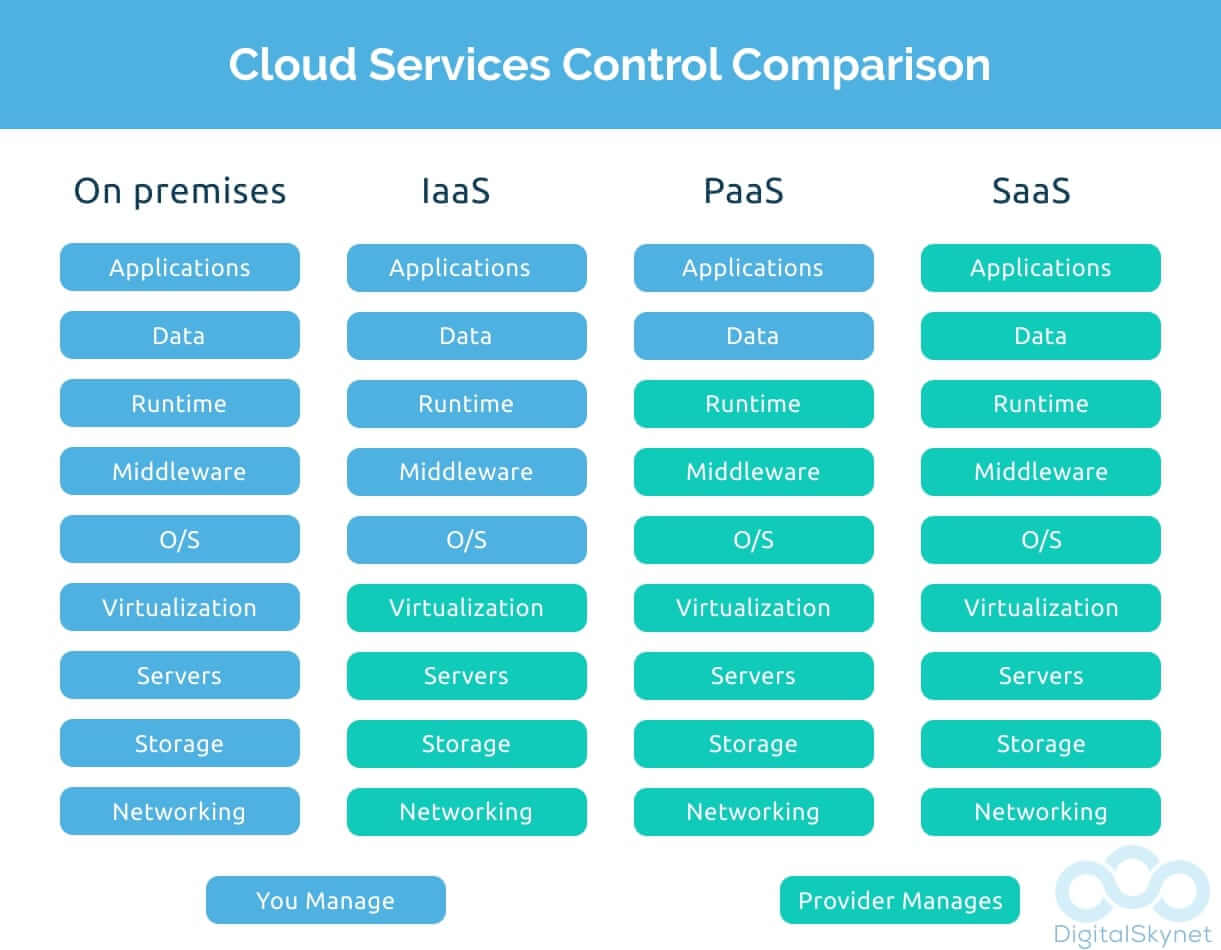 Cloud Services Control Comparison
On premises IaaS PaaS SaaS
Applications Applications Applications Applications
Data Data Data Data
Runtime Runtime Runtime Runtime
Middleware Middleware Middleware Middleware
O/S O/S O/S O/S
Virtualization Virtualization Virtualization Virtualization
Servers Servers Servers Servers
Storage Storage Storage Storage
Networking Networking Networking Networking
You Manage Provider Manages
DigitalSkynet